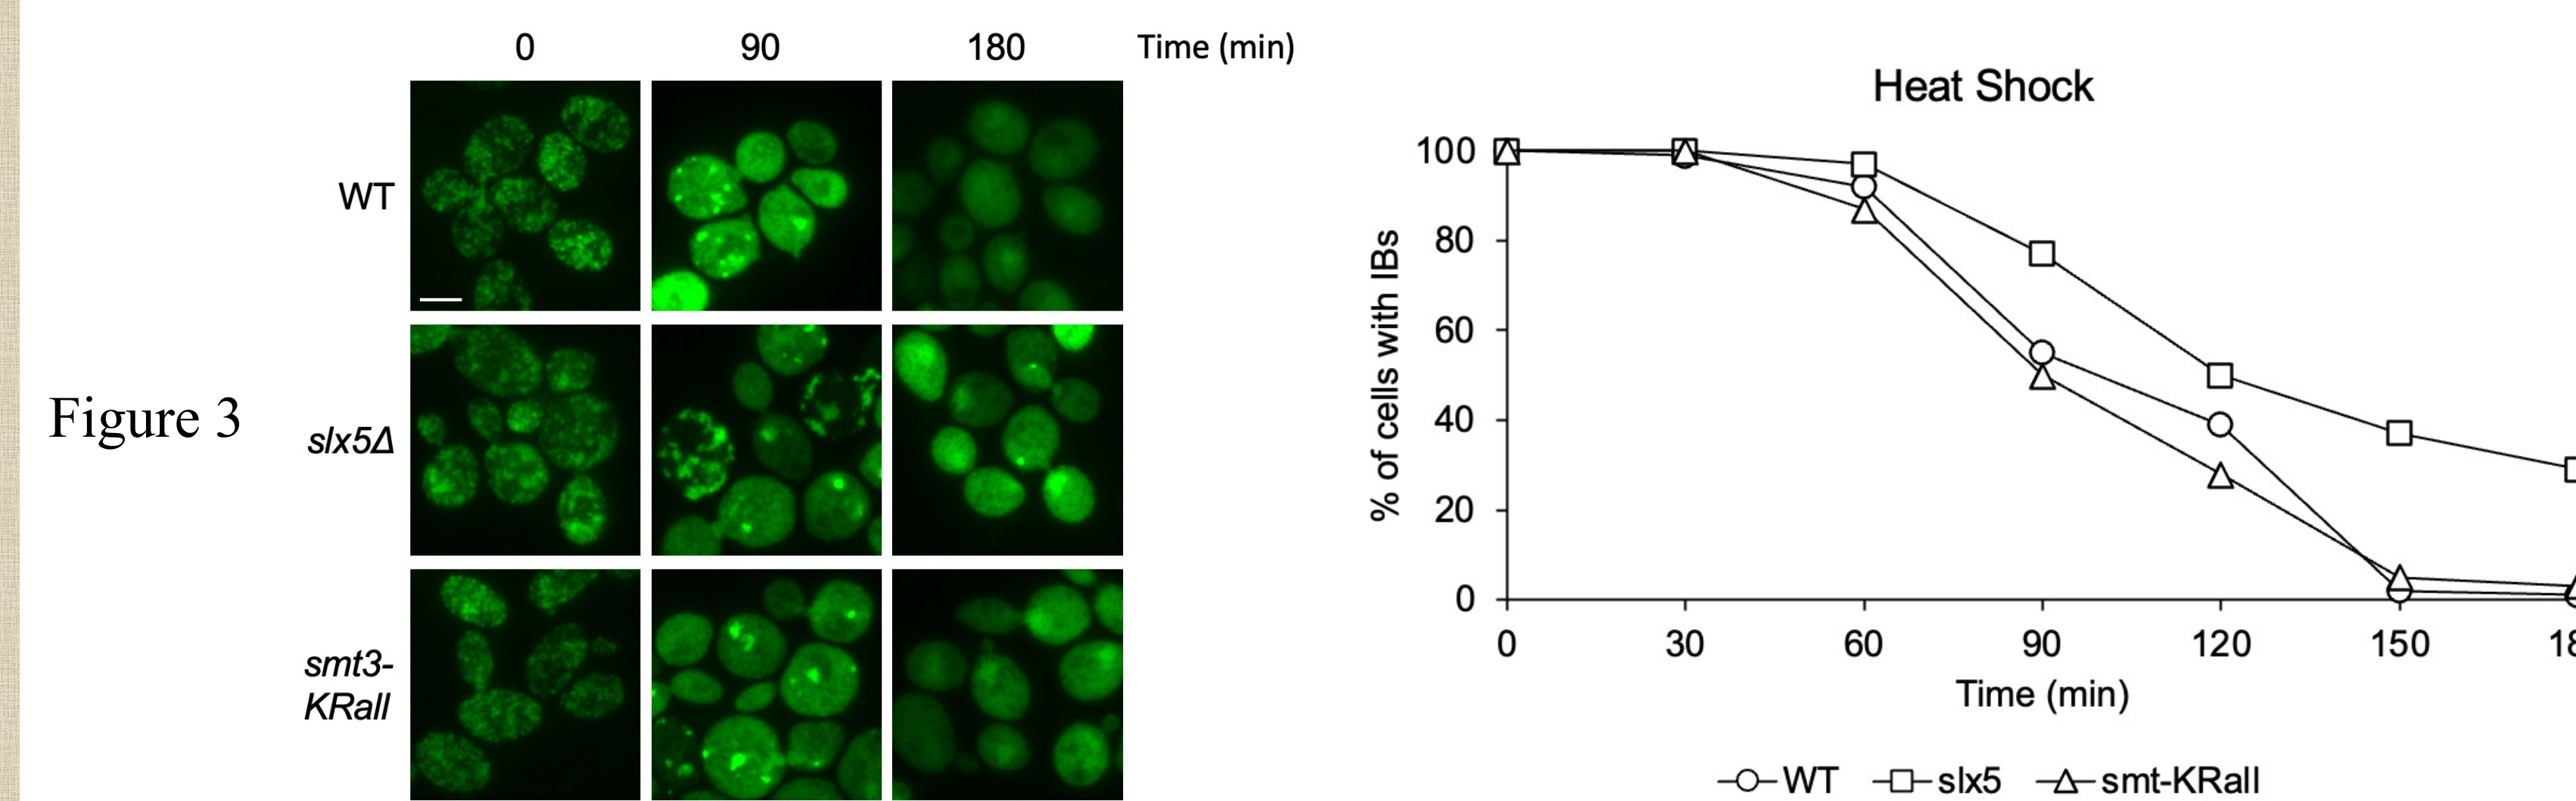 0 90 180 Time (min)
WT
slx5Δ
smt3-
KRall
Figure 3
Heat Shock
% of cells with IBs
100
80
60
40
20
0
0 30 60 90 120 150 18
Time (min)
WT slx5 smt-KRall